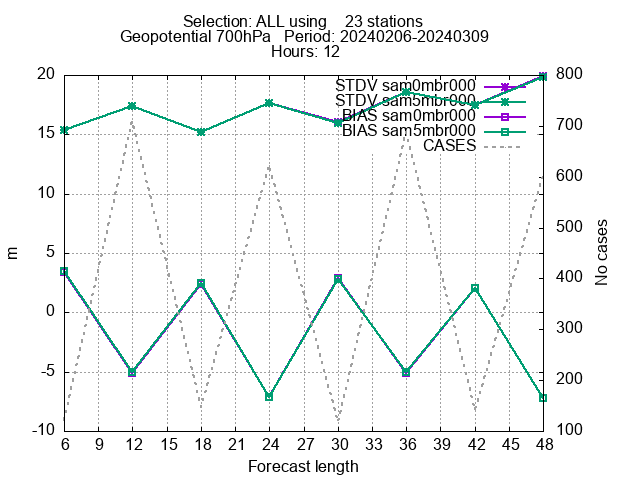 Selection: ALL using    23 stations
Geopotential 700hPa   Period: 20240206-20240309
Hours: 12
STDV sam0mbr000
STDV sam5mbr000
BIAS sam0mbr000
BIAS sam5mbr000
CASES
20
15
10
5
0
-5
-10
m
800
700
600
500
400
300
200
100
No cases
6 9 12 15 18 21 24 27 30 33 36 39 42 45 48
Forecast length